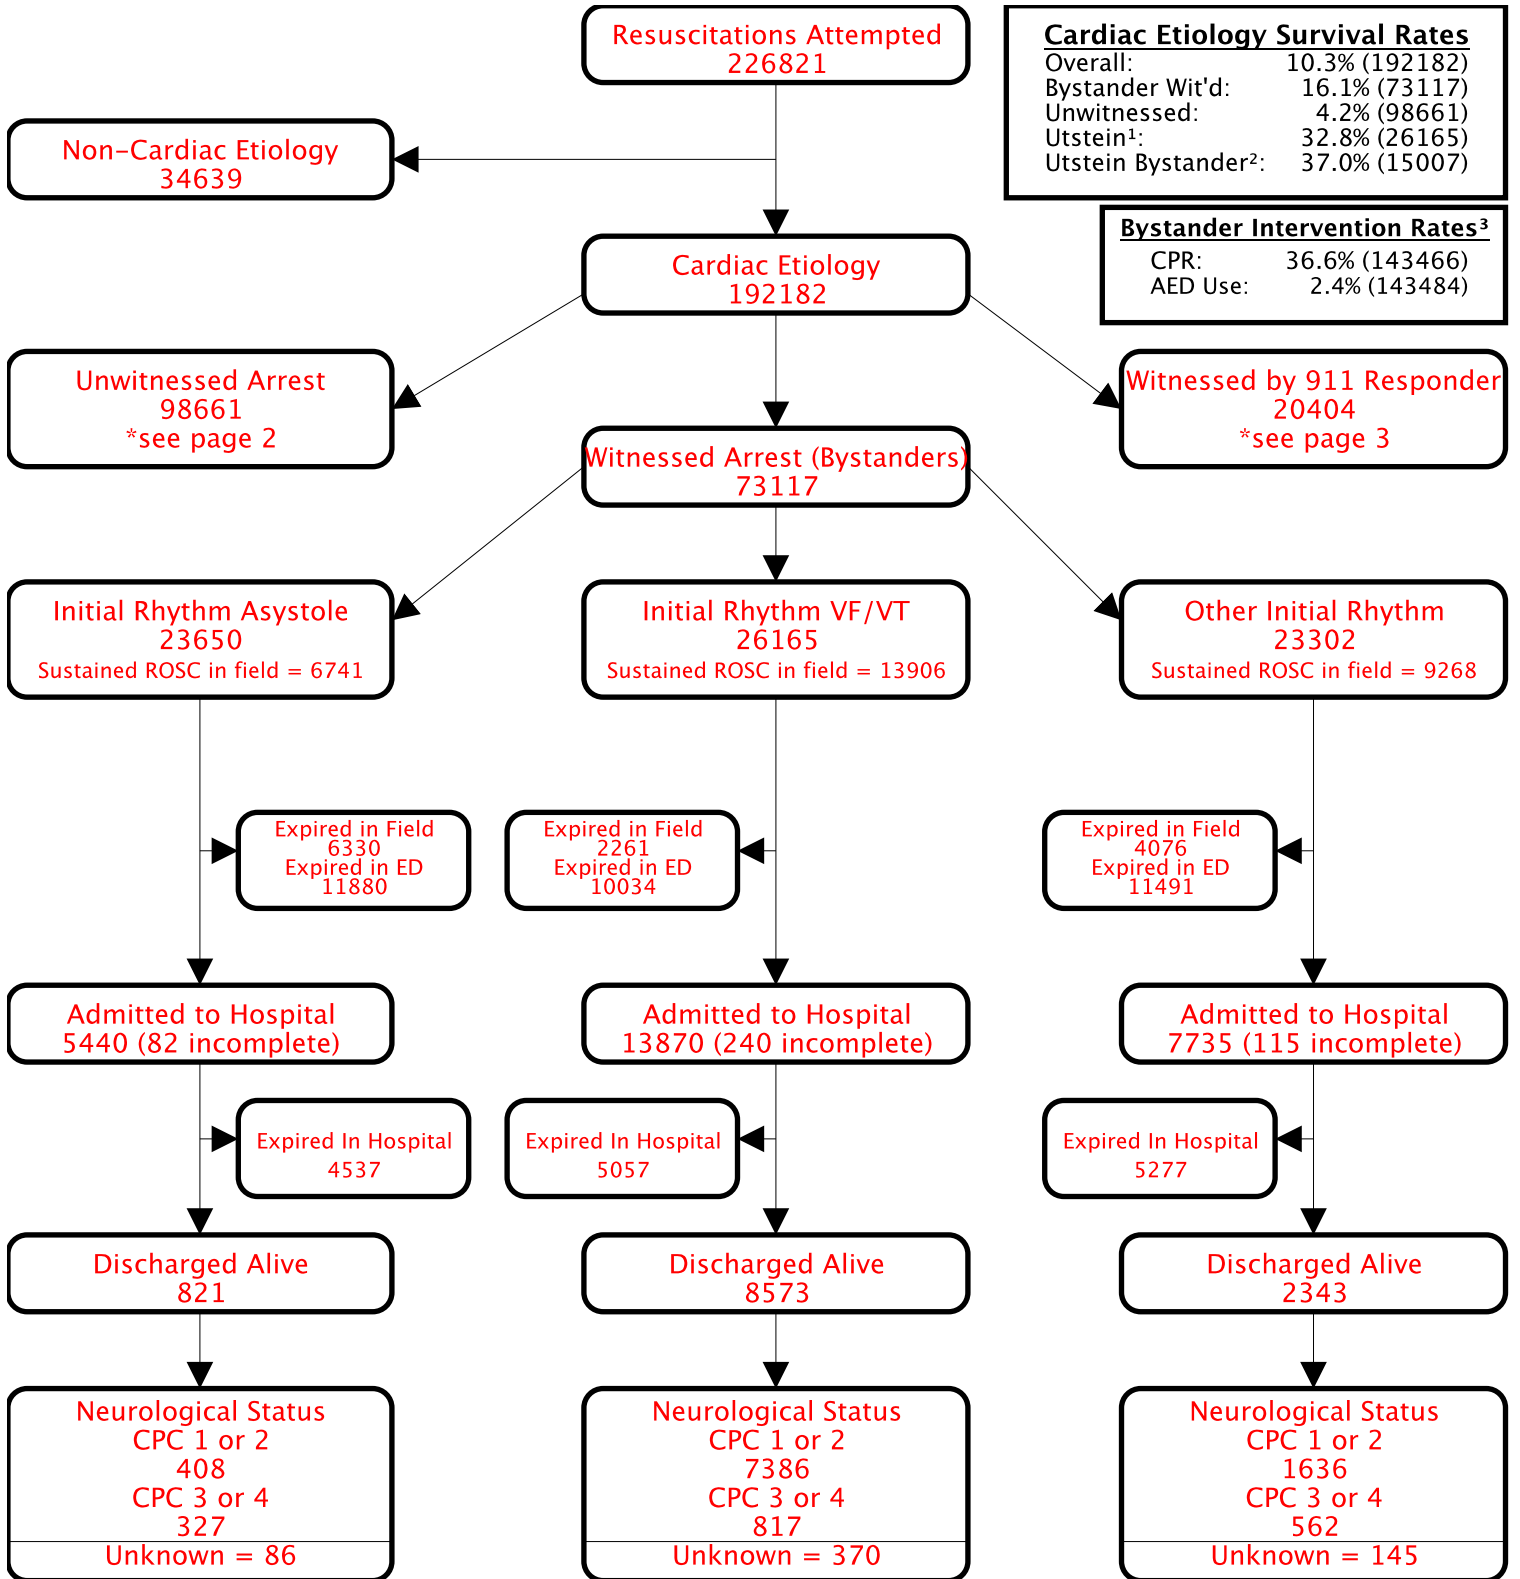 Resuscitations Attempted
226821
Cardiac Etiology Survival Rates
Overall: 10.3% (192182)
Bystander Wit'd: 16.1% (73117)
Unwitnessed: 4.2% (98661)
Utstein¹: 32.8% (26165)
Utstein Bystander²: 37.0% (15007)
Non-Cardiac Etiology
34639
Bystander Intervention Rates³
CPR: 36.6% (143466)
AED Use: 2.4% (143484)
Cardiac Etiology
192182
Unwitnessed Arrest
98661
*see page 2
Witnessed by 911 Responder
20404
*see page 3
Witnessed Arrest (Bystanders)
73117
Initial Rhythm Asystole
23650
Sustained ROSC in field = 6741
Initial Rhythm VF/VT
26165
Sustained ROSC in field = 13906
Other Initial Rhythm
23302
Sustained ROSC in field = 9268
Expired in Field
6330
Expired in ED
11880
Expired in Field
2261
Expired in ED
10034
Expired in Field
4076
Expired in ED
11491
Admitted to Hospital
5440 (82 incomplete)
Admitted to Hospital
13870 (240 incomplete)
Admitted to Hospital
7735 (115 incomplete)
Expired In Hospital
4537
Expired In Hospital
5057
Expired In Hospital
5277
Discharged Alive
821
Discharged Alive
8573
Discharged Alive
2343
Neurological Status
CPC 1 or 2
408
CPC 3 or 4
327
Unknown = 86
Neurological Status
CPC 1 or 2
7386
CPC 3 or 4
817
Unknown = 370
Neurological Status
CPC 1 or 2
1636
CPC 3 or 4
562
Unknown = 145